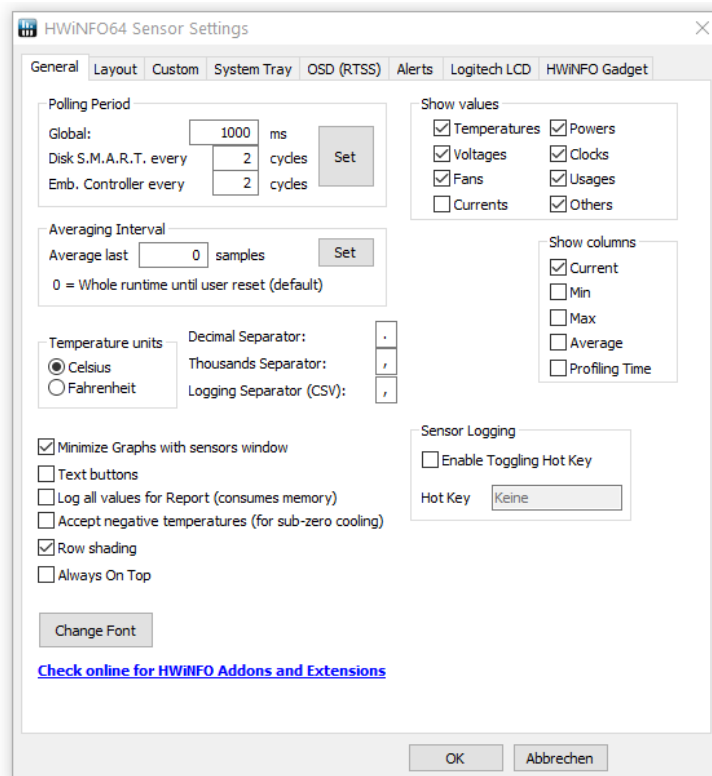 HWiNFO64 Sensor Settings
General Layout Custom System Tray OSD (RTSS) Alerts Logitech LCD HWiNFO Gadget
Polling Period
Global: 1000 ms
Disk S.M.A.R.T. every 2 cycles
Emb. Controller every 2 cycles
Set
Show values
Temperatures Powers
Voltages Clocks
Fans Usages
Currents Others
Averaging Interval
Average last 0 samples Set
0 = Whole runtime until user reset (default)
Show columns
Current
Min
Max
Average
Profiling Time
Temperature units
Celsius
Fahrenheit
Decimal Separator: .
Thousands Separator: ,
Logging Separator (CSV): ,
Minimize Graphs with sensors window
Text buttons
Log all values for Report (consumes memory)
Accept negative temperatures (for sub-zero cooling)
Row shading
Always On Top
Sensor Logging
Enable Toggling Hot Key
Hot Key Keine
Change Font
Check online for HWiNFO Addons and Extensions
OK Abbrechen